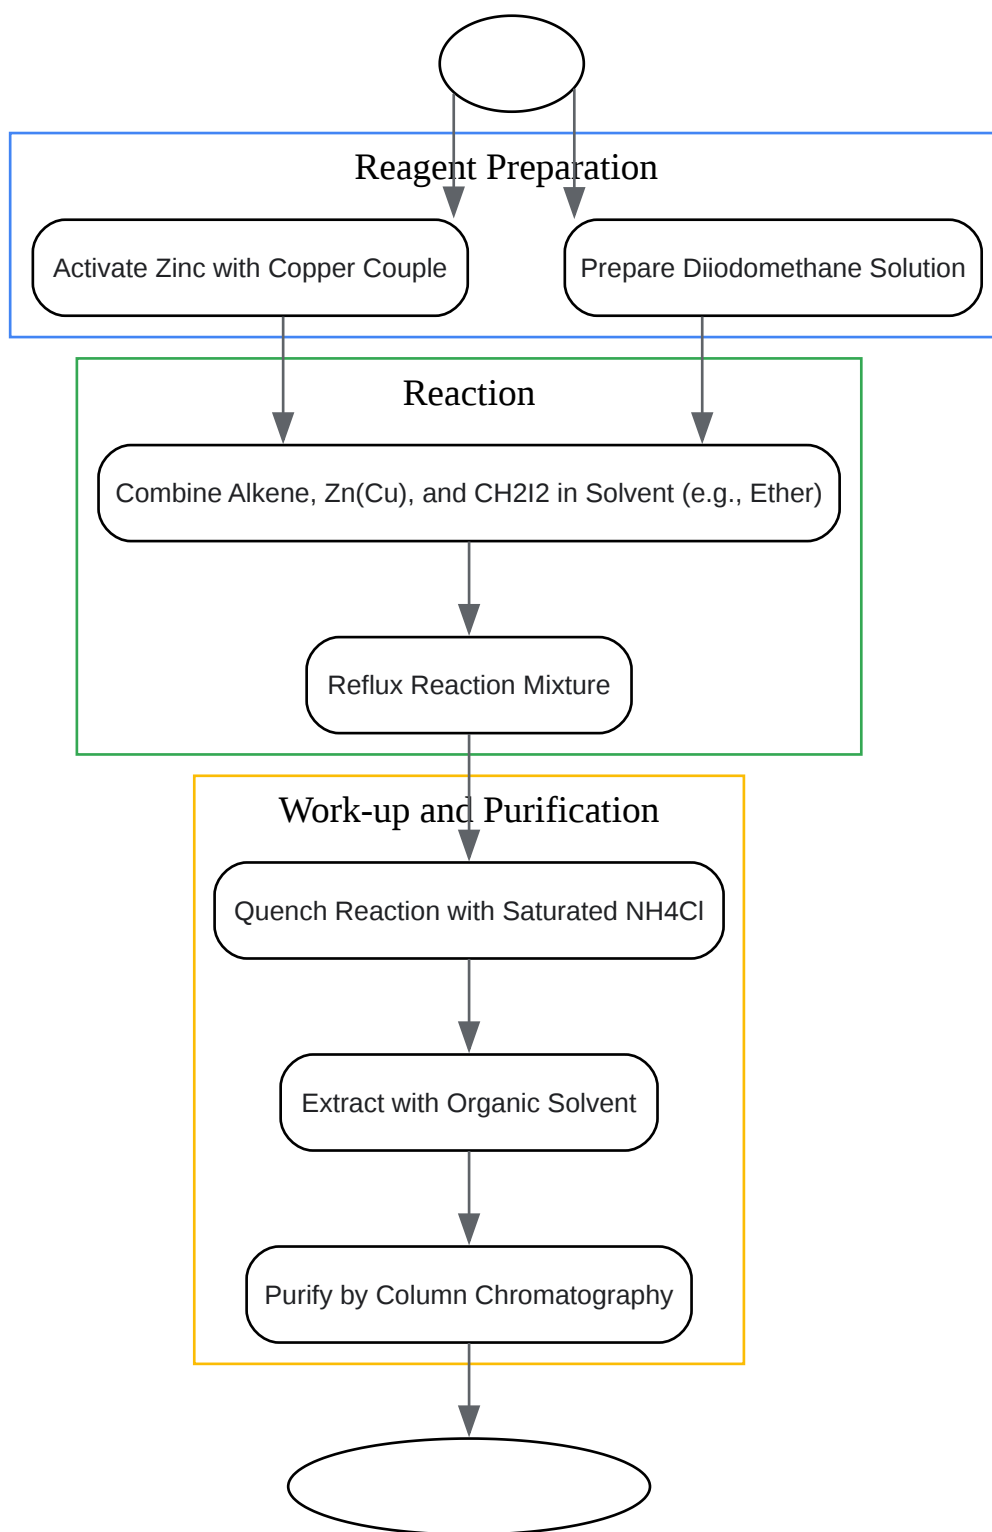 Reagent Preparation
Activate Zinc with Copper Couple
Prepare Diiodomethane Solution
Reaction
Combine Alkene, Zn(Cu), and CH2I2 in Solvent (e.g., Ether)
Reflux Reaction Mixture
Work-up and Purification
Quench Reaction with Saturated NH4Cl
Extract with Organic Solvent
Purify by Column Chromatography